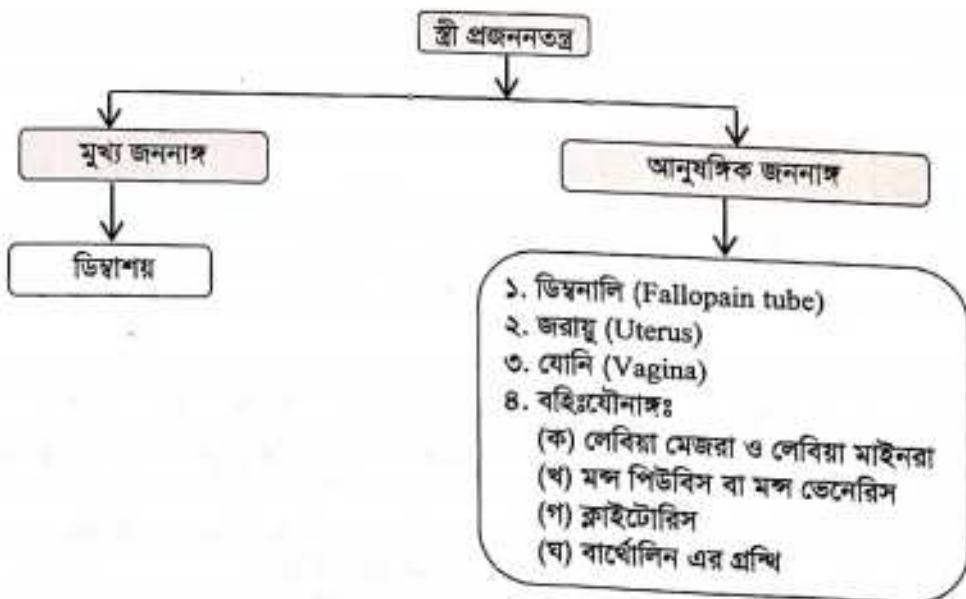 স্ত্রী প্রজননতন্ত্র
মুখ্য জননাঙ্গ
আনুষঙ্গিক জননাঙ্গ
ডিম্বাশয়
১. ডিম্বনালি (Fallopain tube)
২. জরায়ু (Uterus)
৩. যোনি (Vagina)
৪. বহিঃযৌনাঙ্গঃ
(ক) লেবিয়া মেজরা ও লেবিয়া মাইনরা
(খ) মন্স পিউবিস বা মন্স ভেনেরিস
(গ) ক্লাইটোরিস
(ঘ) বার্থোলিন এর গ্রন্থি